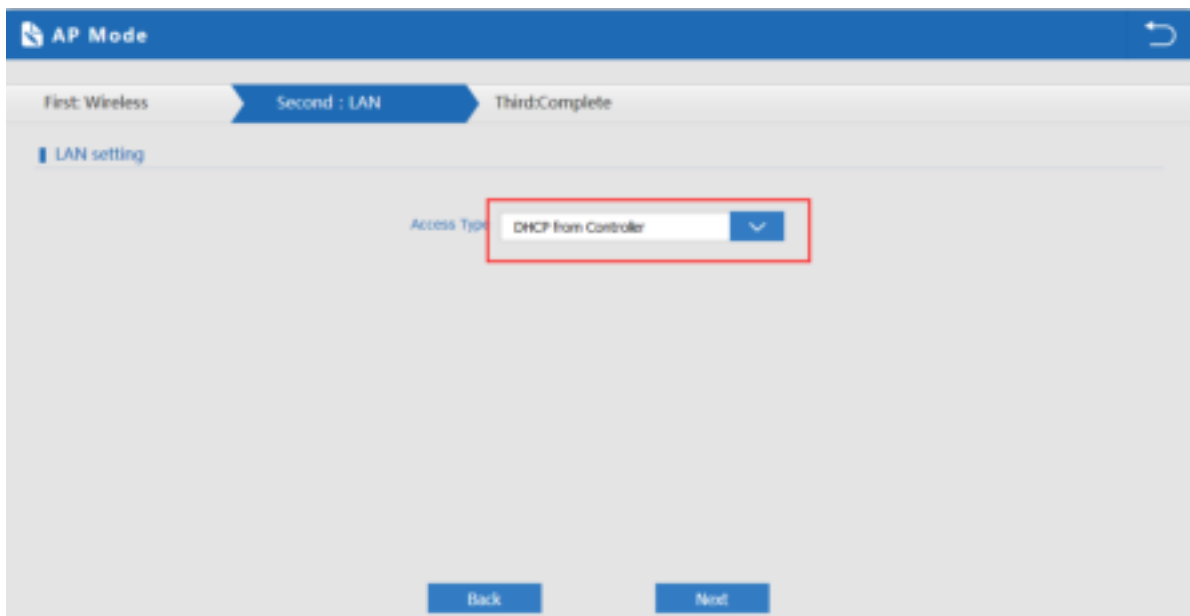 AP Mode
First: Wireless Second : LAN Third:Complete
LAN setting
Access Type DHCP from Controller
Back Next